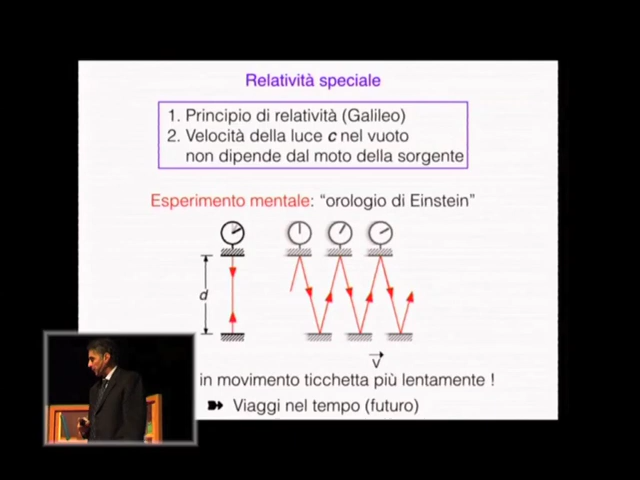 Relatività speciale
1. Principio di relatività (Galileo)
2. Velocità della luce c nel vuoto
non dipende dal moto della sorgente
Esperimento mentale: “orologio di Einstein”
d
v
in movimento ticchetta più lentamente !
Viaggi nel tempo (futuro)